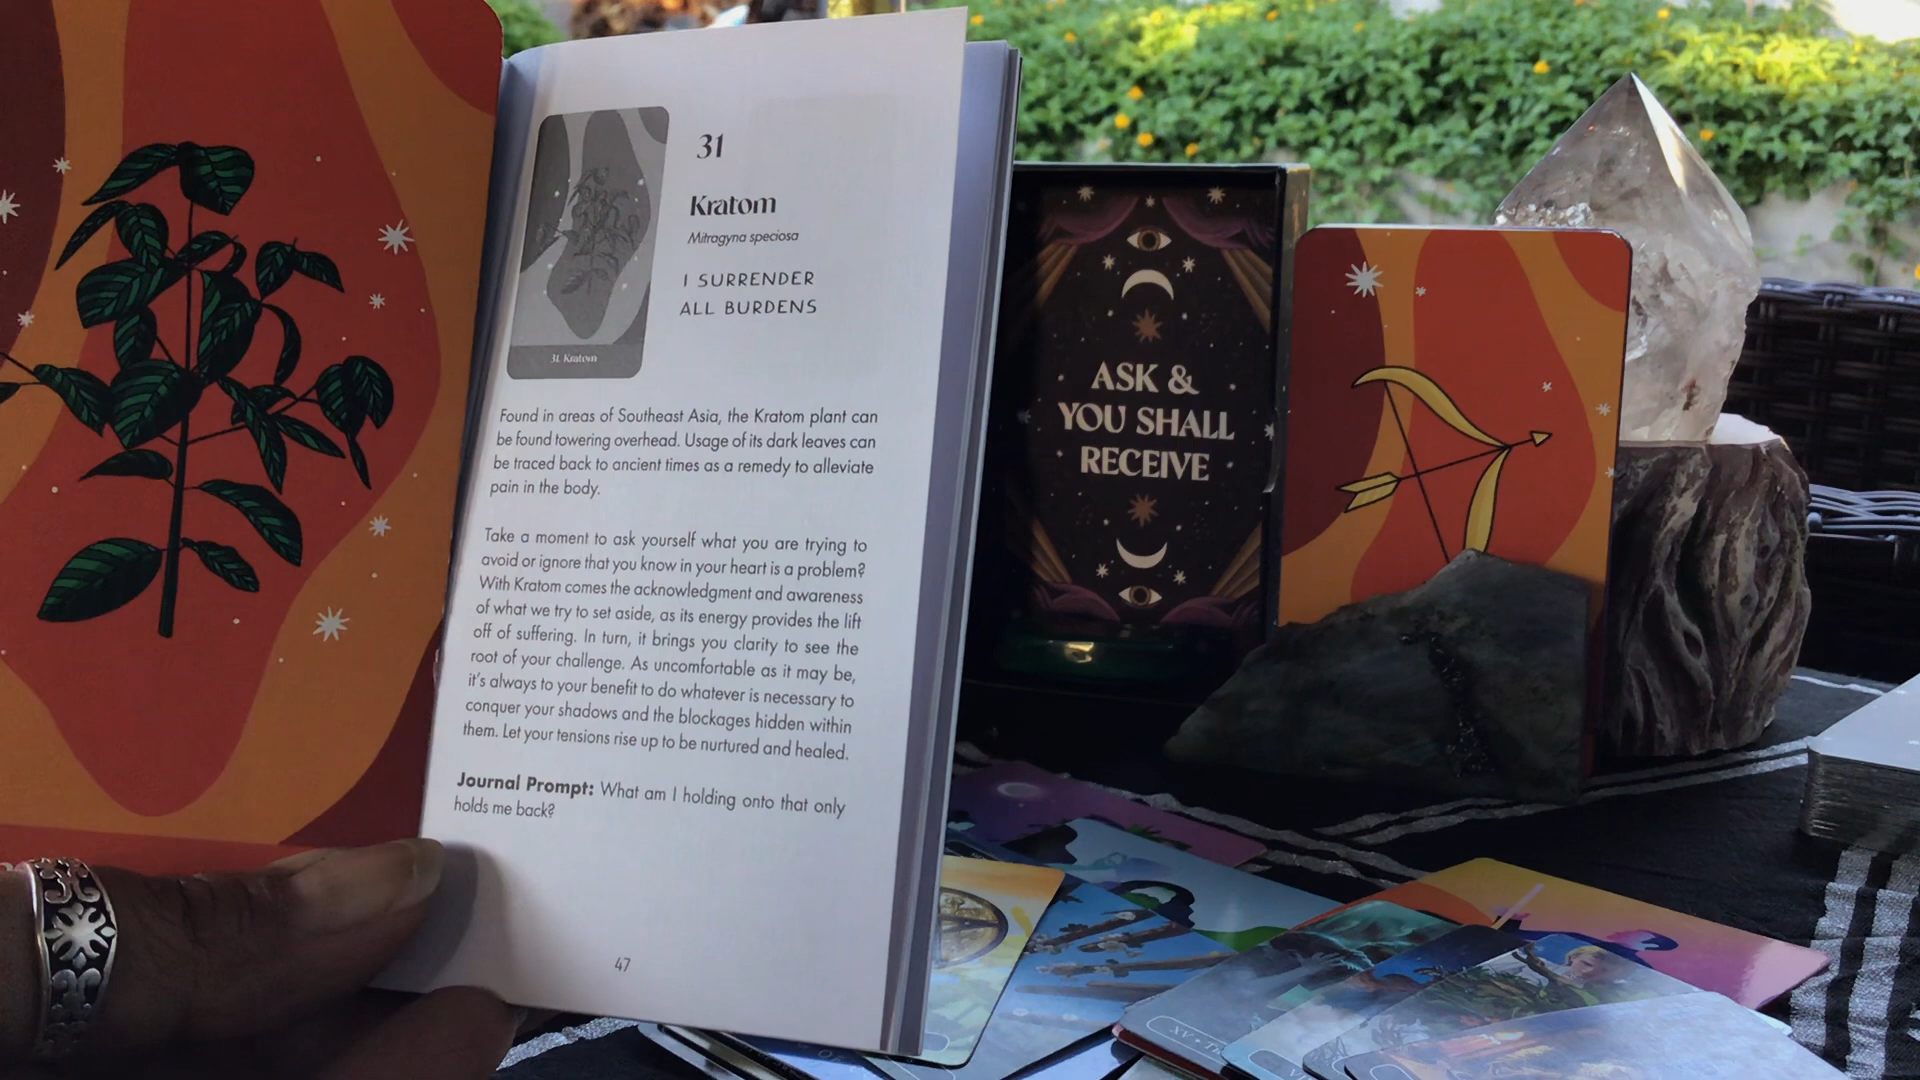 31
Kratom
Mitragyna speciosa
I SURRENDER
ALL BURDENS
31. Kratom
Found in areas of Southeast Asia, the Kratom plant can
be found towering overhead. Usage of its dark leaves can
be traced back to ancient times as a remedy to alleviate
pain in the body.
Take a moment to ask yourself what you are trying to
avoid or ignore that you know in your heart is a problem?
With Kratom comes the acknowledgment and awareness
of what we try to set aside, as its energy provides the lift
off of suffering. In turn, it brings you clarity to see the
root of your challenge. As uncomfortable as it may be,
it's always to your benefit to do whatever is necessary to
conquer your shadows and the blockages hidden within
them. Let your tensions rise up to be nurtured and healed.
Journal Prompt: What am I holding onto that only
holds me back?
47
ASK &
YOU SHALL
RECEIVE